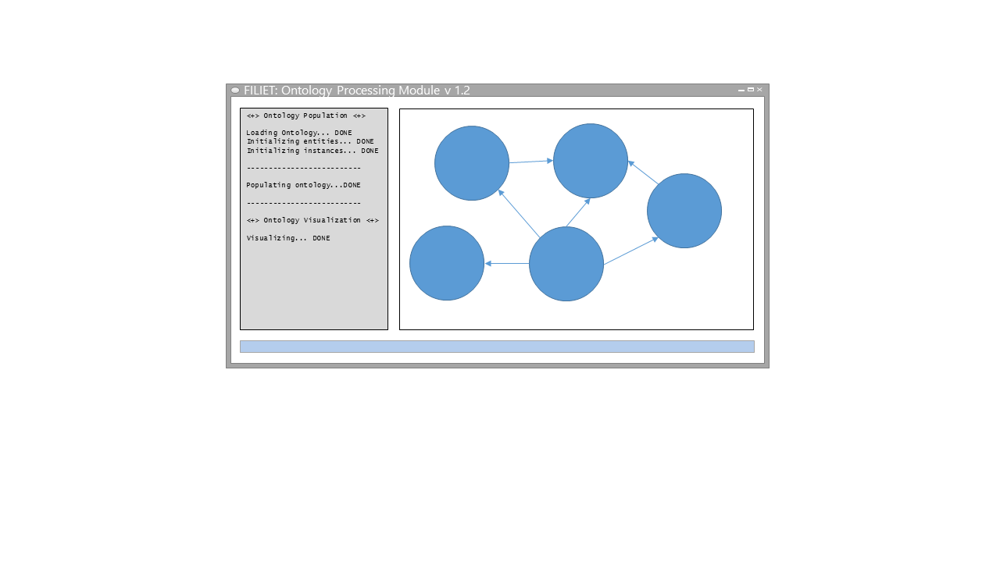 FILIET: Ontology Processing Module v 1.2
<+> Ontology Population <+>
Loading Ontology... DONE
Initializing entities... DONE
Initializing instances... DONE
---------------------------
Populating ontology...DONE
---------------------------
<+> Ontology Visualization <+>
Visualizing... DONE